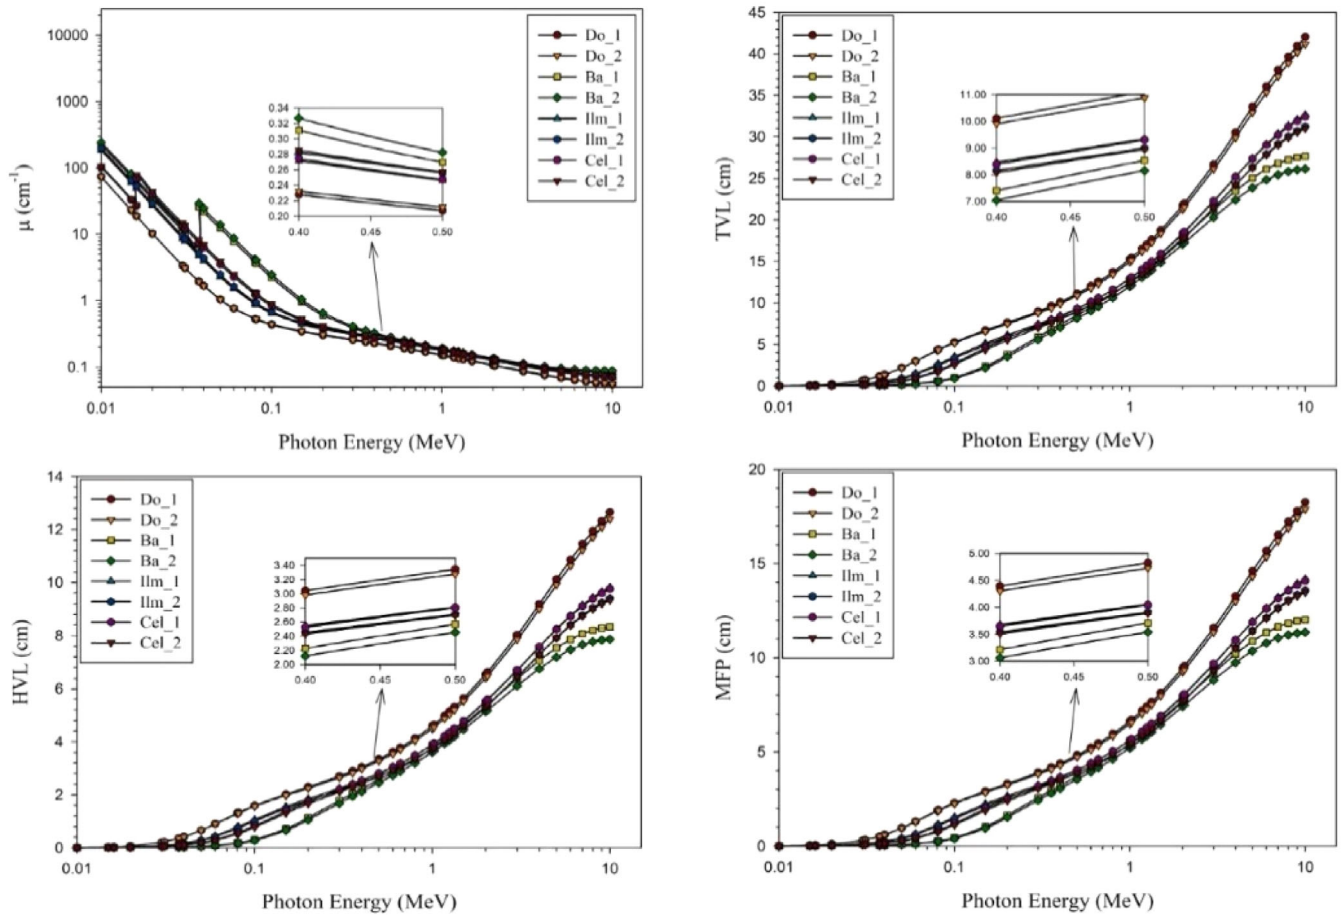 10000
1000
100
10
1
0.1
μ (cm⁻¹)
0.01 0.1 1 10
Photon Energy (MeV)
Do_1
Do_2
Ba_1
Ba_2
Ilm_1
Ilm_2
Cel_1
Cel_2
0.34
0.32
0.30
0.28
0.26
0.24
0.22
0.20
0.40 0.45 0.50
45
40
35
30
25
20
15
10
5
0
TVL (cm)
0.01 0.1 1 10
Photon Energy (MeV)
Do_1
Do_2
Ba_1
Ba_2
Ilm_1
Ilm_2
Cel_1
Cel_2
11.00
10.00
9.00
8.00
7.00
0.40 0.45 0.50
14
12
10
8
6
4
2
0
HVL (cm)
0.01 0.1 1 10
Photon Energy (MeV)
Do_1
Do_2
Ba_1
Ba_2
Ilm_1
Ilm_2
Cel_1
Cel_2
3.40
3.20
3.00
2.80
2.60
2.40
2.20
2.00
0.40 0.45 0.50
20
15
10
5
0
MFP (cm)
0.01 0.1 1 10
Photon Energy (MeV)
Do_1
Do_2
Ba_1
Ba_2
Ilm_1
Ilm_2
Cel_1
Cel_2
5.00
4.50
4.00
3.50
3.00
0.40 0.45 0.50